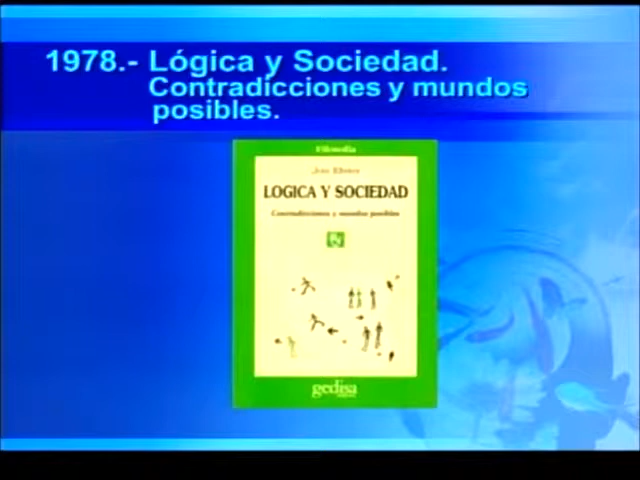 1978.- Lógica y Sociedad.
Contradicciones y mundos
posibles.
Filosofía
Jon Elster
LOGICA Y SOCIEDAD
Contradicciones y mundos posibles
gedisa